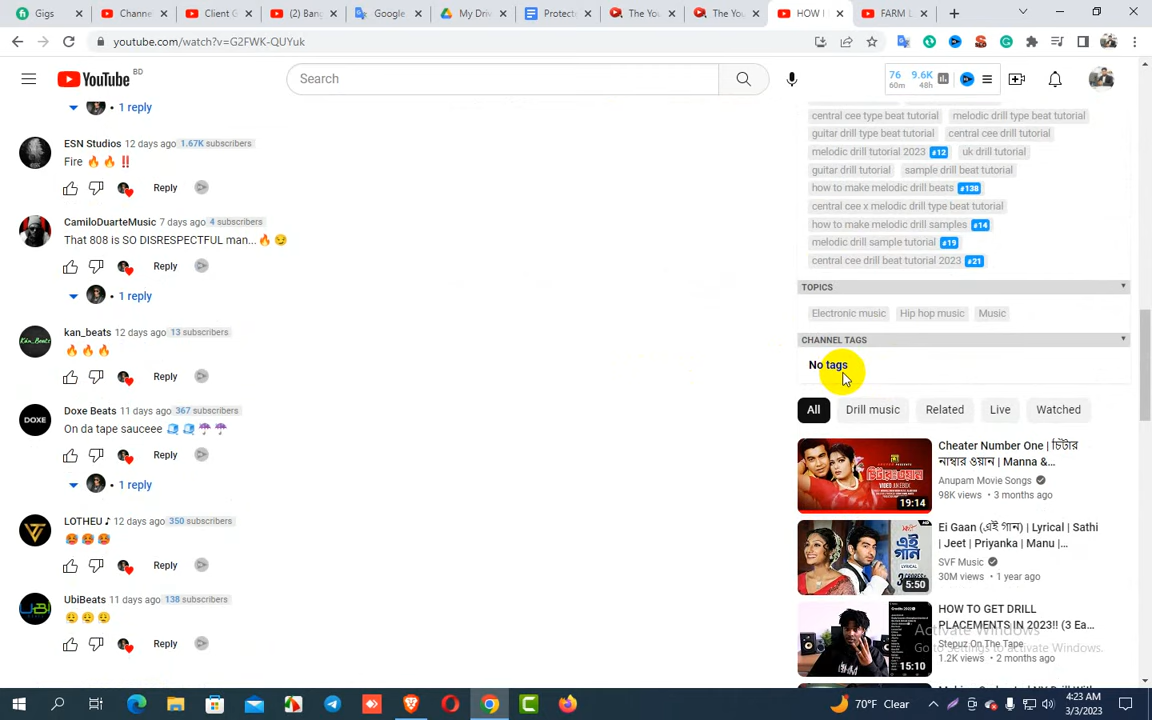 Gigs
Channe
Client G
(2) Bang
Google
My Driv
Protect
The You
The You
HOW I
FARM L
youtube.com/watch?v=G2FWK-QUYuk
YouTube BD
Search
76 9.6K
60m 48h
1 reply
ESN Studios 12 days ago 1.67K subscribers
Fire 🔥 🔥 ‼️
Reply
CamiloDuarteMusic 7 days ago 4 subscribers
That 808 is SO DISRESPECTFUL man...🔥 😏
Reply
• 1 reply
kan_beats 12 days ago 13 subscribers
🔥 🔥 🔥
Reply
DOXE
Doxe Beats 11 days ago 367 subscribers
On da tape sauceee 🧊 🧊 ☂️ ☂️
Reply
• 1 reply
LOTHEU ♪ 12 days ago 350 subscribers
🥵 🥵 🥵
Reply
UBI
UbiBeats 11 days ago 138 subscribers
😮‍💨 😮‍💨 😮‍💨
Reply
central cee type beat tutorial melodic drill type beat tutorial
guitar drill type tutorial central cee drill tutorial
melodic drill tutorial 2023 #12 uk drill tutorial
guitar drill tutorial sample drill beat tutorial
how to make melodic drill beats #138
central cee x melodic drill type beat tutorial
how to make melodic drill samples #14
melodic drill sample tutorial #19
central cee drill beat tutorial 2023 #21
TOPICS
Electronic music Hip hop music Music
CHANNEL TAGS
No tags
All Drill music Related Live Watched
চিটার নাম্বার ওয়ান
VIDEO JUKEBOX
19:14
Cheater Number One | চিটার
নাম্বার ওয়ান | Manna &...
Anupam Movie Songs
98K views • 3 months ago
এই গান
LYRICAL
5:50
Ei Gaan (এই গান) | Lyrical | Sathi
| Jeet | Priyanka | Manu |...
SVF Music
30M views • 1 year ago
15:10
HOW TO GET DRILL
PLACEMENTS IN 2023!! (3 Ea...
Stepuz On The Tape
1.2K views • 2 months ago
Activate Windows
Go to Settings to activate Windows.
70°F Clear
4:23 AM
3/3/2023